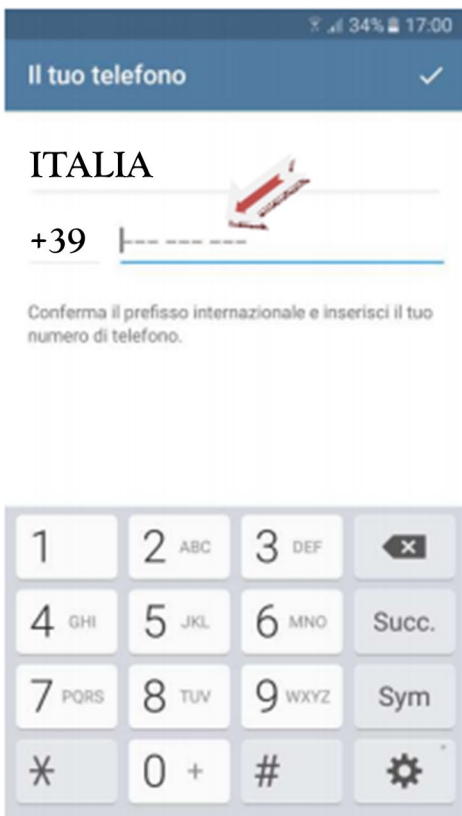 34% 17:00
Il tuo telefono
ITALIA
+39 --- --- ---
Conferma il prefisso internazionale e inserisci il tuo
numero di telefono.
1 2 ABC 3 DEF
4 GHI 5 JKL 6 MNO Succ.
7 PQRS 8 TUV 9 WXYZ Sym
* 0 + #